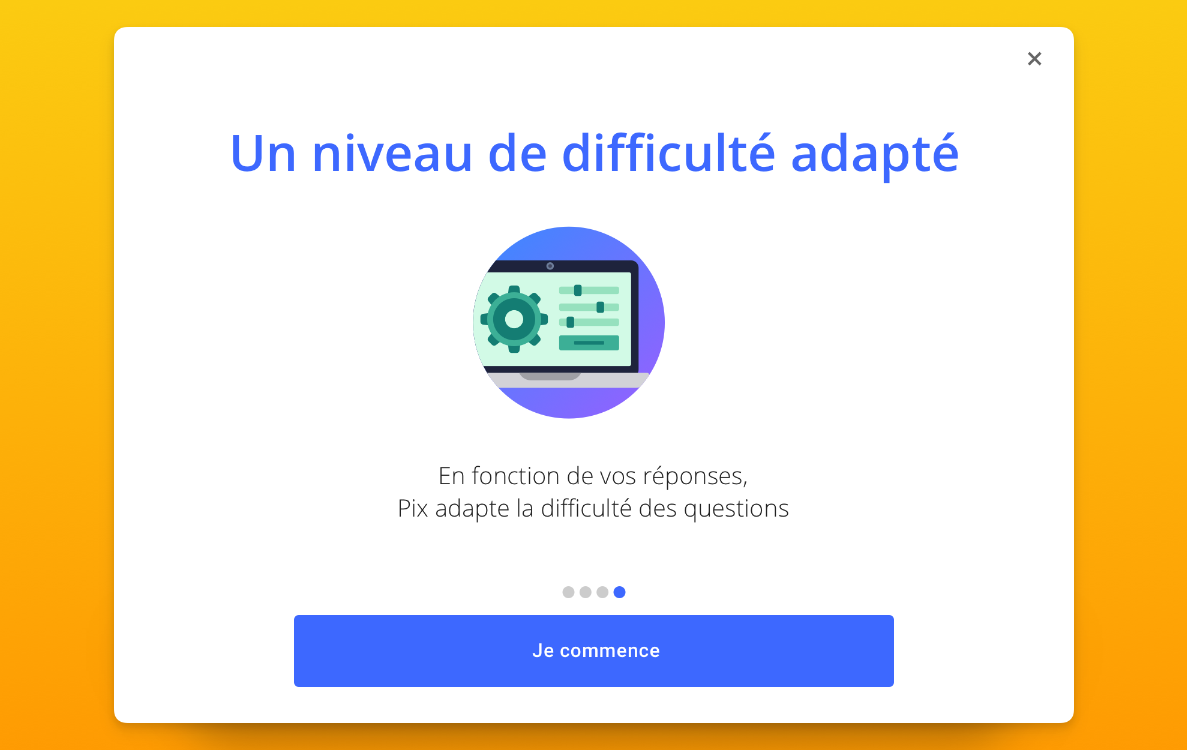 Un niveau de difficulté adapté
En fonction de vos réponses,
Pix adapte la difficulté des questions
Je commence